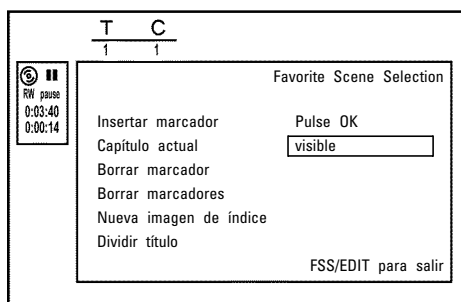 T C
1 1
RW pause
0:03:40
0:00:14
Favorite Scene Selection
Insertar marcador Pulse OK
Capítulo actual visible
Borrar marcador
Borrar marcadores
Nueva imagen de índice
Dividir título
FSS/EDIT para salir